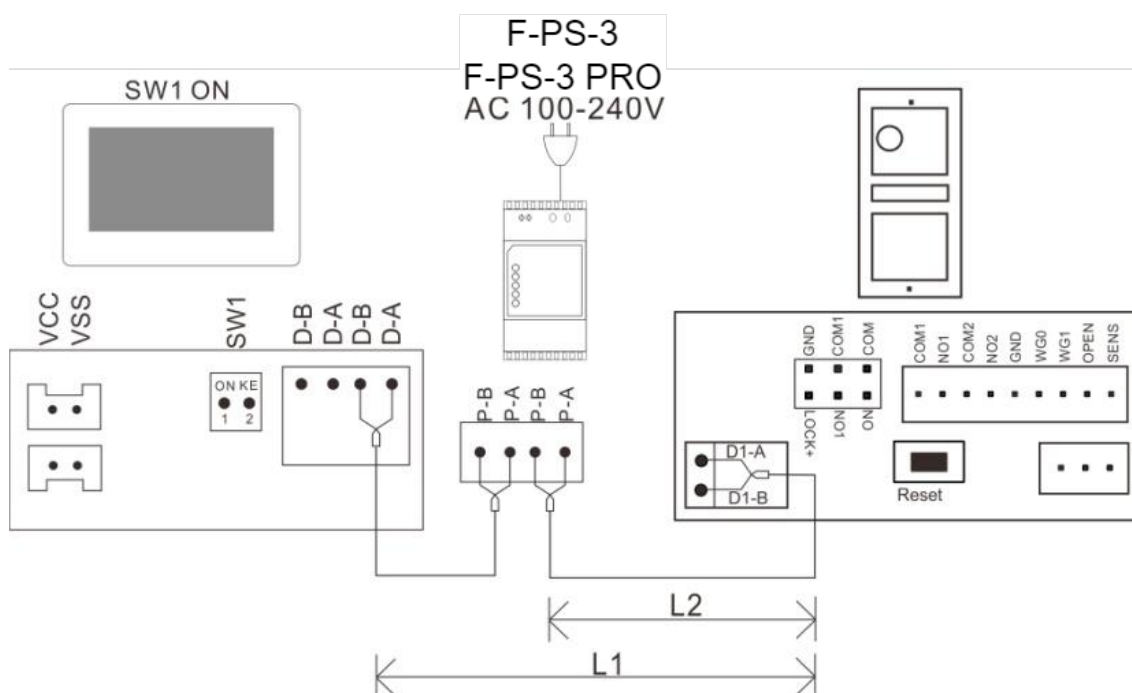 F-PS-3
F-PS-3 PRO
AC 100-240V
SW1 ON
VCC
VSS
SW1
D-B
D-A
D-B
D-A
ON KE
1 2
P-B
P-A
P-B
P-A
GND
COM1
COM
LOCK+
NO1
NO
COM1
NO1
COM2
NO2
GND
WG0
WG1
OPEN
SENS
D1-A
D1-B
Reset
L2
L1